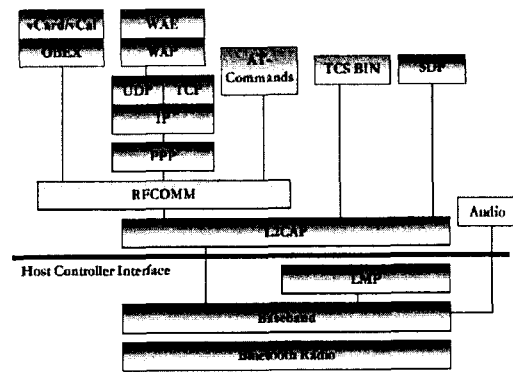 vCard/vCal
OBEX
WAE
WAP
AT-
Commands
TCS BIN
SDP
UDP TCP
IP
PPP
RFCOMM
Audio
L2CAP
Host Controller Interface
LMP
Baseband
Bluetooth Radio